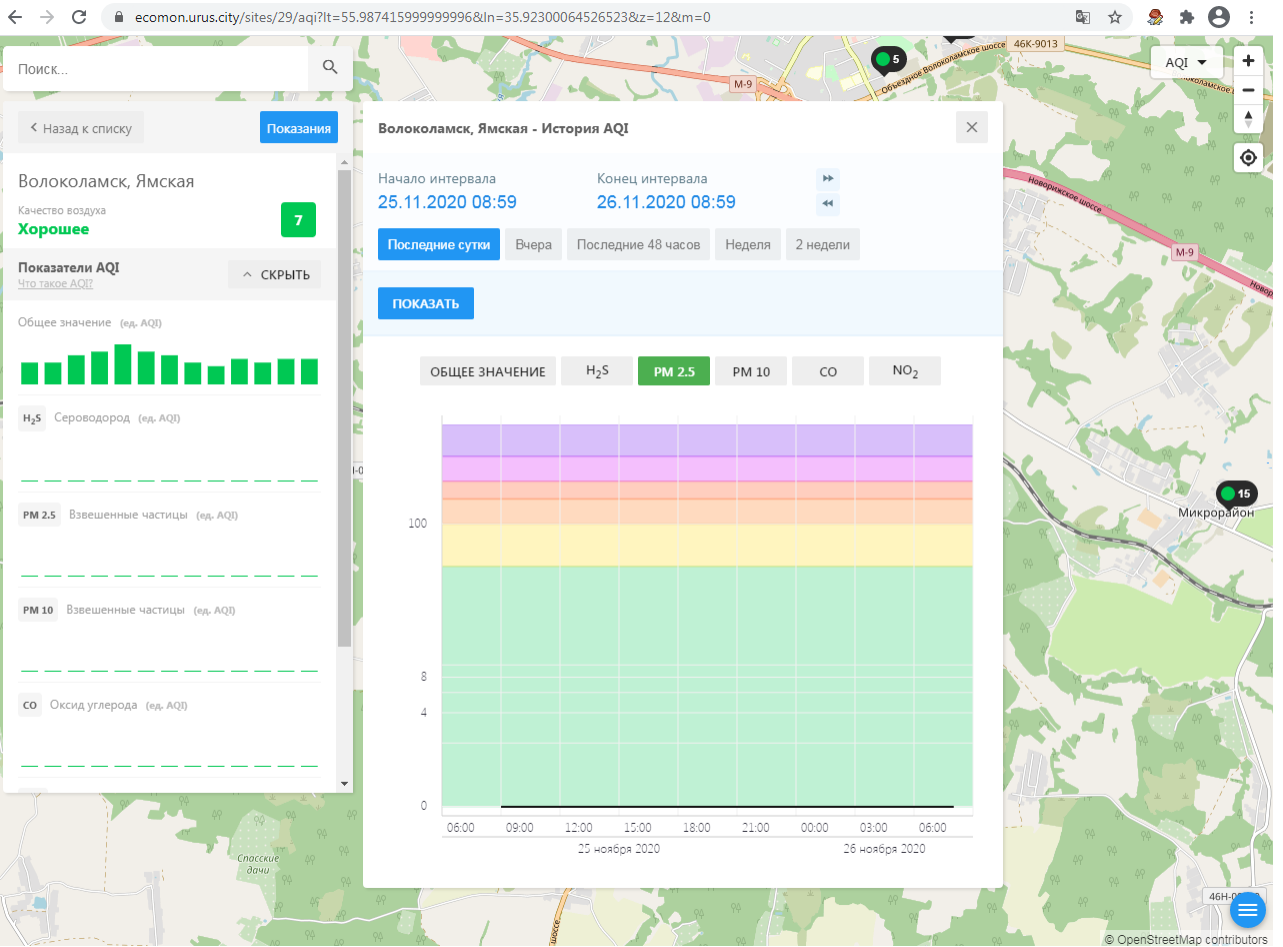 ecomon.urus.city/sites/29/aqi?lt=55.987415999999996&ln=35.92300064526523&z=12&m=0
Поиск...
М-9
5
Объездное Волоколамское шоссе
46К-9013
AQI
Назад к списку
Показания
Волоколамск, Ямская
Качество воздуха
Хорошее
7
Показатели AQI
Что такое AQI?
СКРЫТЬ
Общее значение (ед. AQI)
H2S Сероводород (ед. AQI)
PM 2.5 Взвешенные частицы (ед. AQI)
PM 10 Взвешенные частицы (ед. AQI)
CO Оксид углерода (ед. AQI)
Волоколамск, Ямская - История AQI
Начало интервала
25.11.2020 08:59
Конец интервала
26.11.2020 08:59
Последние сутки
Вчера
Последние 48 часов
Неделя
2 недели
ПОКАЗАТЬ
ОБЩЕЕ ЗНАЧЕНИЕ
H2S
PM 2.5
PM 10
CO
NO2
100
8
4
0
06:00 09:00 12:00 15:00 18:00 21:00 00:00 03:00 06:00
25 ноября 2020 26 ноября 2020
Новорижское шоссе
М-9
15
Микрорайон
Спасские
дачи
шоссе
© OpenStreetMap contributors